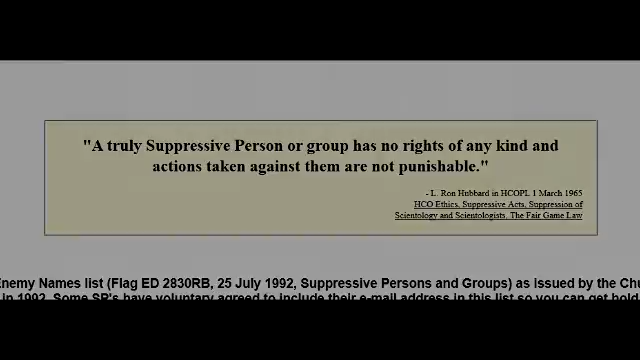 "A truly Suppressive Person or group has no rights of any kind and
actions taken against them are not punishable."
- L. Ron Hubbard in HCOPL 1 March 1965
HCO Ethics, Suppressive Acts, Suppression of
Scientology and Scientologists, The Fair Game Law
Enemy Names list (Flag ED 2830RB, 25 July 1992, Suppressive Persons and Groups) as issued by the
in 1992. Some SP's have voluntary agreed to include their e-mail address in this list so you can get hold